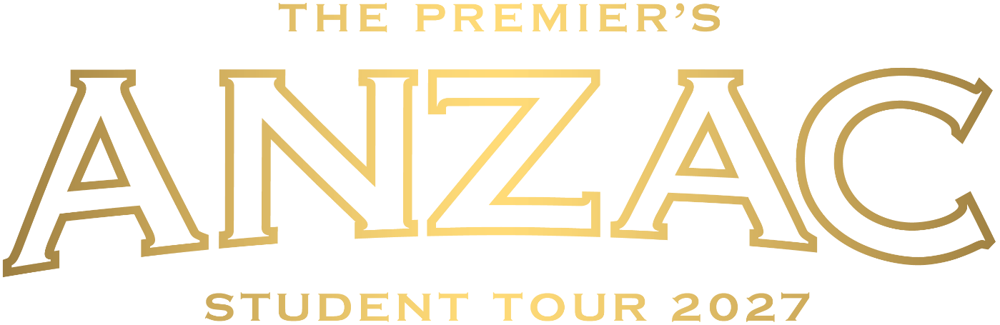 THE PREMIER’S
ANZAC
STUDENT TOUR 2027